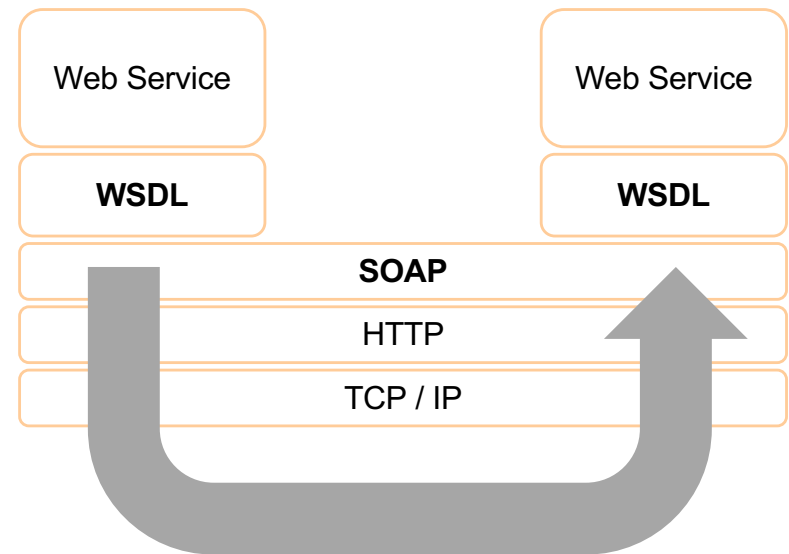 Web Service
Web Service
WSDL
WSDL
SOAP
HTTP
TCP / IP